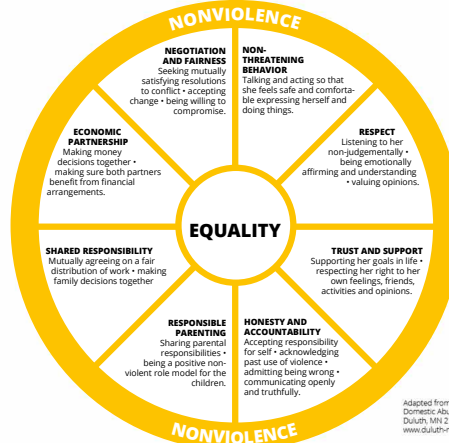 NONVIOLENCE
NEGOTIATION
AND FAIRNESS
Seeking mutually
satisfying resolutions
to conflict • accepting
change • being willing to
compromise.
NON-
THREATENING
BEHAVIOR
Talking and acting so that
she feels safe and comforta-
ble expressing herself and
doing things.
ECONOMIC
PARTNERSHIP
Making money
decisions together •
making sure both partners
benefit from financial
arrangements.
RESPECT
Listening to her
non-judgementally •
being emotionally
affirming and understanding
• valuing opinions.
EQUALITY
SHARED RESPONSIBILITY
Mutually agreeing on a fair
distribution of work • making
family decisions together
TRUST AND SUPPORT
Supporting her goals in life •
respecting her right to her
own feelings, friends,
activities and opinions.
RESPONSIBLE
PARENTING
Sharing parental
responsibilities •
being a positive non-
violent role model for the
children.
HONESTY AND
ACCOUNTABILITY
Accepting responsibility
for self • acknowledging
past use of violence •
admitting being wrong •
communicating openly
and truthfully.
NONVIOLENCE
Adapted from
Domestic Abu
Duluth, MN 2
www.duluth-